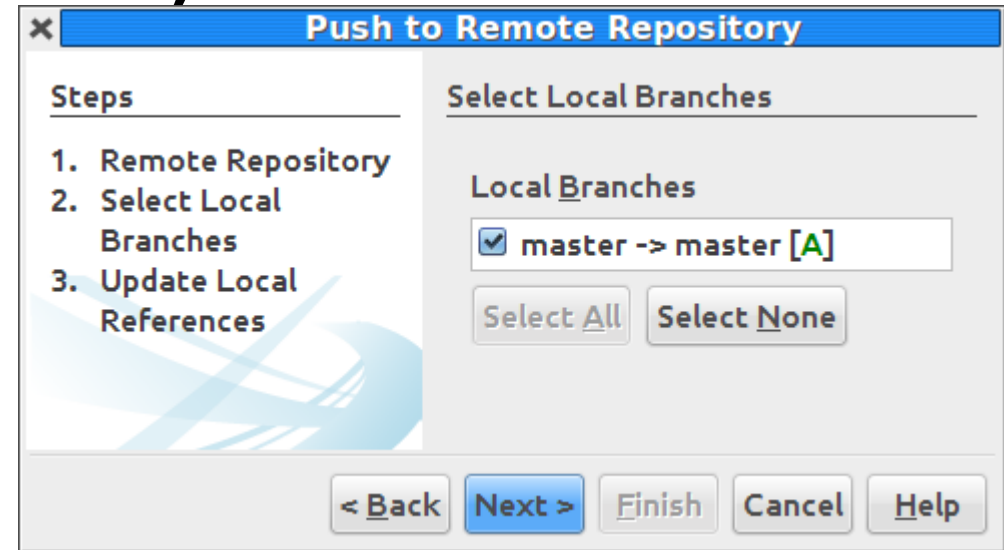 Push to Remote Repository
Steps
1. Remote Repository
2. Select Local
Branches
3. Update Local
References
Select Local Branches
Local Branches
master -> master [A]
Select All
Select None
< Back
Next >
Finish
Cancel
Help